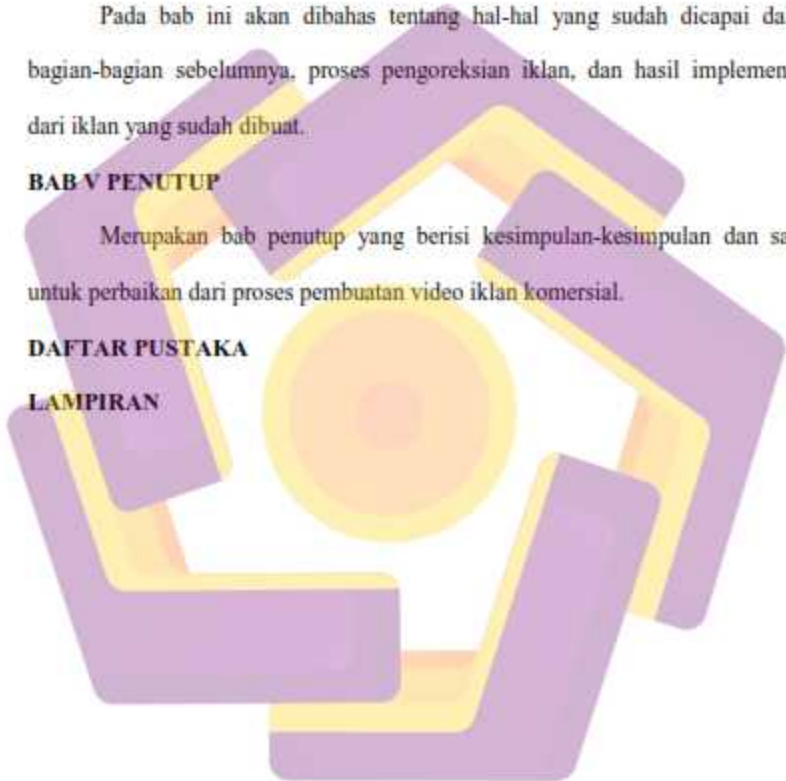 Pada bab ini akan dibahas tentang hal-hal yang sudah dicapai da
bagian-bagian sebelumnya, proses pengoreksian iklan, dan hasil implemen
dari iklan yang sudah dibuat.
BAB V PENUTUP
Merupakan bab penutup yang berisi kesimpulan-kesimpulan dan sa
untuk perbaikan dari proses pembuatan video iklan komersial.
DAFTAR PUSTAKA
LAMPIRAN